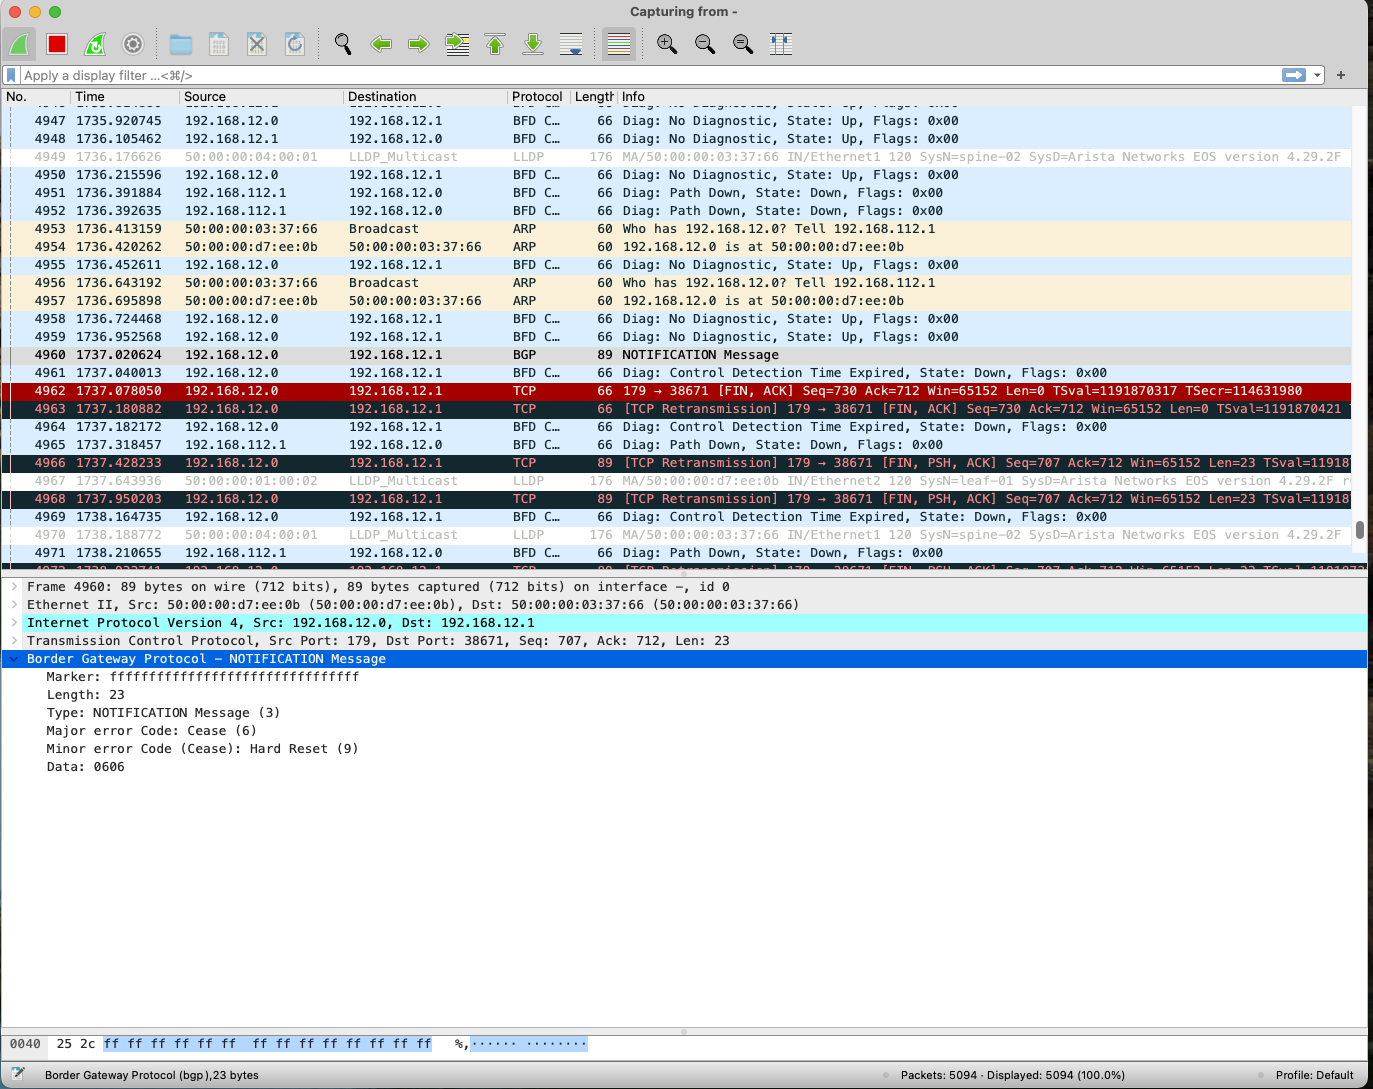 Capturing from -
Apply a display filter ...<⌘/>
+
No. Time Source Destination Protocol Length Info
4947 1735.920745 192.168.12.0 192.168.12.1 BFD C… 66 Diag: No Diagnostic, State: Up, Flags: 0x00
4948 1736.105462 192.168.12.1 192.168.12.0 BFD C… 66 Diag: No Diagnostic, State: Up, Flags: 0x00
4949 1736.176626 50:00:00:04:00:01 LLDP_Multicast LLDP 176 MA/50:00:00:03:37:66 IN/Ethernet1 120 SysN=spine-02 SysD=Arista Networks EOS version 4.29.2F
4950 1736.215596 192.168.12.0 192.168.12.1 BFD C… 66 Diag: No Diagnostic, State: Up, Flags: 0x00
4951 1736.391884 192.168.112.1 192.168.12.0 BFD C… 66 Diag: Path Down, State: Down, Flags: 0x00
4952 1736.392635 192.168.112.1 192.168.12.0 BFD C… 66 Diag: Path Down, State: Down, Flags: 0x00
4953 1736.413159 50:00:00:03:37:66 Broadcast ARP 60 Who has 192.168.12.0? Tell 192.168.112.1
4954 1736.420262 50:00:00:d7:ee:0b 50:00:00:03:37:66 ARP 60 192.168.12.0 is at 50:00:00:d7:ee:0b
4955 1736.452611 192.168.12.0 192.168.12.1 BFD C… 66 Diag: No Diagnostic, State: Up, Flags: 0x00
4956 1736.643192 50:00:00:03:37:66 Broadcast ARP 60 Who has 192.168.12.0? Tell 192.168.112.1
4957 1736.695898 50:00:00:d7:ee:0b 50:00:00:03:37:66 ARP 60 192.168.12.0 is at 50:00:00:d7:ee:0b
4958 1736.724468 192.168.12.0 192.168.12.1 BFD C… 66 Diag: No Diagnostic, State: Up, Flags: 0x00
4959 1736.952568 192.168.12.0 192.168.12.1 BFD C… 66 Diag: No Diagnostic, State: Up, Flags: 0x00
4960 1737.020624 192.168.12.0 192.168.12.1 BGP 89 NOTIFICATION Message
4961 1737.040013 192.168.12.0 192.168.12.1 BFD C… 66 Diag: Control Detection Time Expired, State: Down, Flags: 0x00
4962 1737.078050 192.168.12.0 192.168.12.1 TCP 66 179 → 38671 [FIN, ACK] Seq=730 Ack=712 Win=65152 Len=0 TSval=1191870317 TSecr=114631980
4963 1737.180882 192.168.12.0 192.168.12.1 TCP 66 [TCP Retransmission] 179 → 38671 [FIN, ACK] Seq=730 Ack=712 Win=65152 Len=0 TSval=1191870421
4964 1737.182172 192.168.12.0 192.168.12.1 BFD C… 66 Diag: Control Detection Time Expired, State: Down, Flags: 0x00
4965 1737.318457 192.168.112.1 192.168.12.0 BFD C… 66 Diag: Path Down, State: Down, Flags: 0x00
4966 1737.428233 192.168.12.0 192.168.12.1 TCP 89 [TCP Retransmission] 179 → 38671 [FIN, PSH, ACK] Seq=707 Ack=712 Win=65152 Len=23 TSval=11918
4967 1737.643936 50:00:00:01:00:02 LLDP_Multicast LLDP 176 MA/50:00:00:d7:ee:0b IN/Ethernet2 120 SysN=leaf-01 SysD=Arista Networks EOS version 4.29.2F r
4968 1737.950203 192.168.12.0 192.168.12.1 TCP 89 [TCP Retransmission] 179 → 38671 [FIN, PSH, ACK] Seq=707 Ack=712 Win=65152 Len=23 TSval=11918
4969 1738.164735 192.168.12.0 192.168.12.1 BFD C… 66 Diag: Control Detection Time Expired, State: Down, Flags: 0x00
4970 1738.188772 50:00:00:04:00:01 LLDP_Multicast LLDP 176 MA/50:00:00:03:37:66 IN/Ethernet1 120 SysN=spine-02 SysD=Arista Networks EOS version 4.29.2F
4971 1738.210655 192.168.112.1 192.168.12.0 BFD C… 66 Diag: Path Down, State: Down, Flags: 0x00
Frame 4960: 89 bytes on wire (712 bits), 89 bytes captured (712 bits) on interface -, id 0
Ethernet II, Src: 50:00:00:d7:ee:0b (50:00:00:d7:ee:0b), Dst: 50:00:00:03:37:66 (50:00:00:03:37:66)
Internet Protocol Version 4, Src: 192.168.12.0, Dst: 192.168.12.1
Transmission Control Protocol, Src Port: 179, Dst Port: 38671, Seq: 707, Ack: 712, Len: 23
Border Gateway Protocol - NOTIFICATION Message
Marker: ffffffffffffffffffffffffffffffff
Length: 23
Type: NOTIFICATION Message (3)
Major error Code: Cease (6)
Minor error Code (Cease): Hard Reset (9)
Data: 0606
0040 25 2c ff ff ff ff ff ff ff ff ff ff ff ff ff ff %,······ ········
Border Gateway Protocol (bgp),23 bytes
Packets: 5094 · Displayed: 5094 (100.0%)
Profile: Default